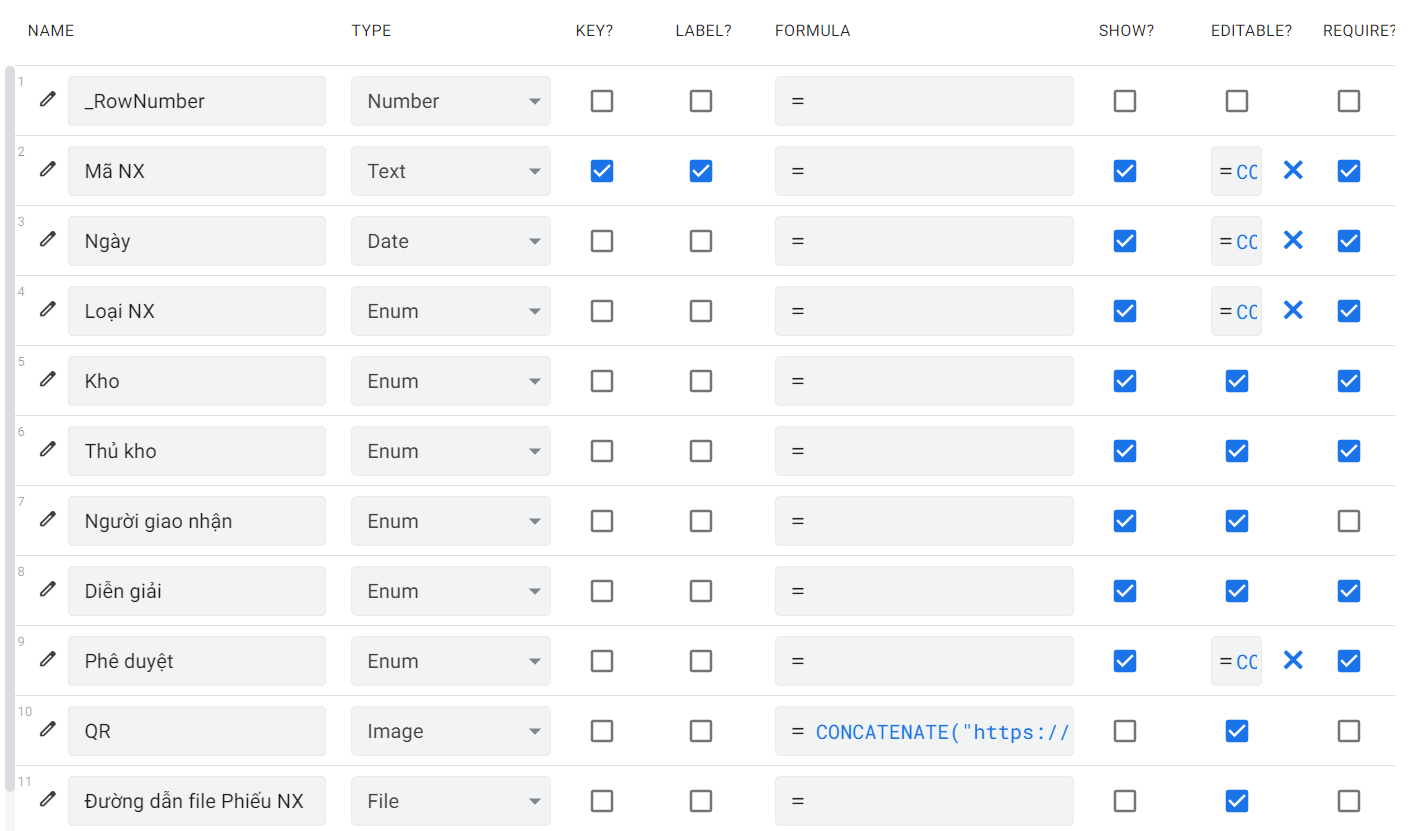 NAME TYPE KEY? LABEL? FORMULA SHOW? EDITABLE? REQUIRE?
1 _RowNumber Number =
2 Mã NX Text = = CO
3 Ngày Date = = CO
4 Loại NX Enum = = CO
5 Kho Enum =
6 Thủ kho Enum =
7 Người giao nhận Enum =
8 Diễn giải Enum =
9 Phê duyệt Enum = = CO
10 QR Image = CONCATENATE("https://
11 Đường dẫn file Phiếu NX File =